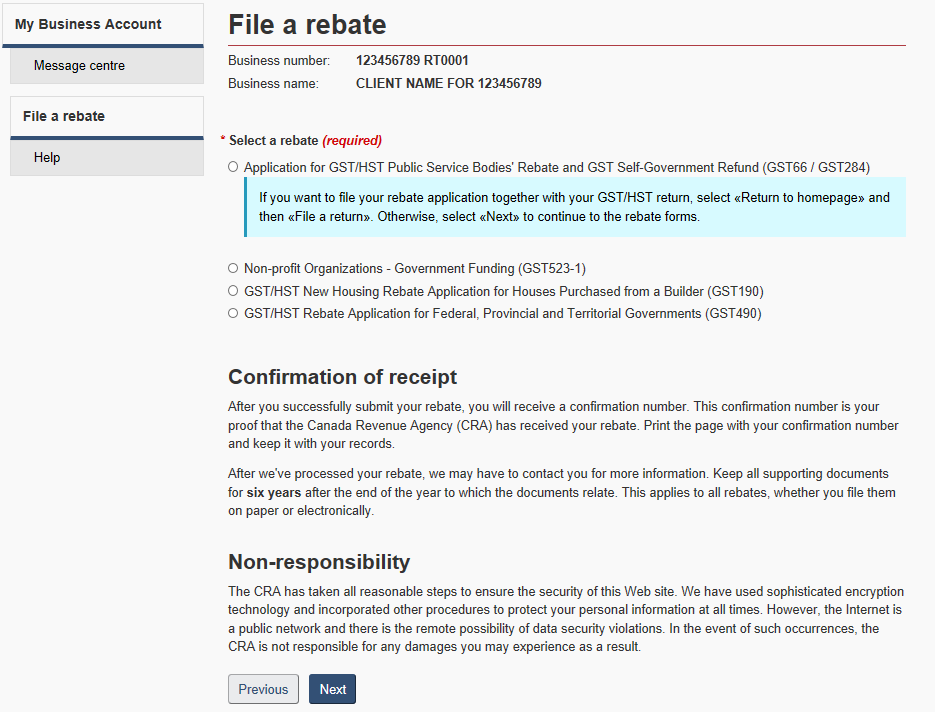 My Business Account
Message centre
File a rebate
Help
File a rebate
Business number: 123456789 RT0001
Business name: CLIENT NAME FOR 123456789
* Select a rebate (required)
Application for GST/HST Public Service Bodies' Rebate and GST Self-Government Refund (GST66 / GST284)
If you want to file your rebate application together with your GST/HST return, select «Return to homepage» and
then «File a return». Otherwise, select «Next» to continue to the rebate forms.
Non-profit Organizations - Government Funding (GST523-1)
GST/HST New Housing Rebate Application for Houses Purchased from a Builder (GST190)
GST/HST Rebate Application for Federal, Provincial and Territorial Governments (GST490)
Confirmation of receipt
After you successfully submit your rebate, you will receive a confirmation number. This confirmation number is your
proof that the Canada Revenue Agency (CRA) has received your rebate. Print the page with your confirmation number
and keep it with your records.
After we've processed your rebate, we may have to contact you for more information. Keep all supporting documents
for six years after the end of the year to which the documents relate. This applies to all rebates, whether you file them
on paper or electronically.
Non-responsibility
The CRA has taken all reasonable steps to ensure the security of this Web site. We have used sophisticated encryption
technology and incorporated other procedures to protect your personal information at all times. However, the Internet is
a public network and there is the remote possibility of data security violations. In the event of such occurrences, the
CRA is not responsible for any damages you may experience as a result.
Previous
Next